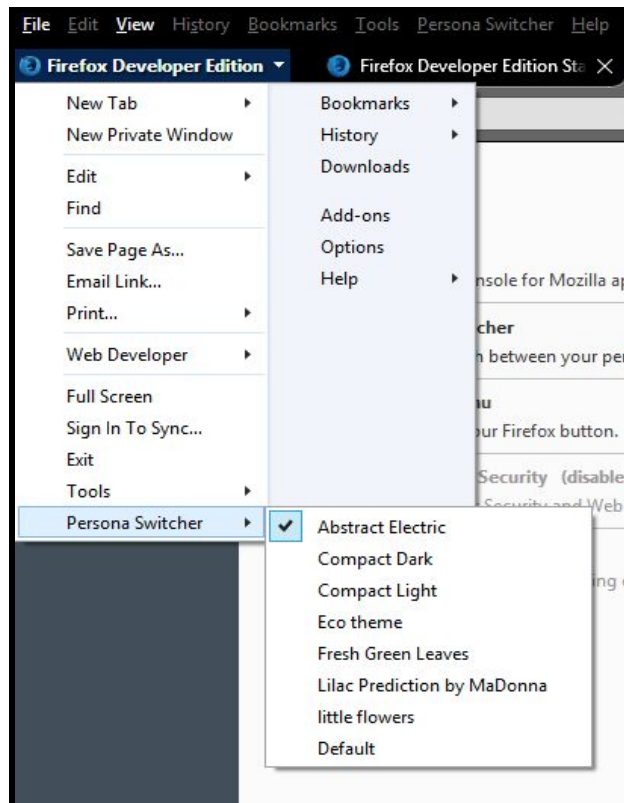 File Edit View History Bookmarks Tools Persona Switcher Help
Firefox Developer Edition
Firefox Developer Edition Sta
New Tab
New Private Window
Edit
Find
Save Page As...
Email Link...
Print...
Web Developer
Full Screen
Sign In To Sync...
Exit
Tools
Persona Switcher
Bookmarks
History
Downloads
Add-ons
Options
Help
Abstract Electric
Compact Dark
Compact Light
Eco theme
Fresh Green Leaves
Lilac Prediction by MaDonna
little flowers
Default
nsole for Mozilla ap
cher
n between your per
nu
our Firefox button.
Security (disable
Security and Web
ing